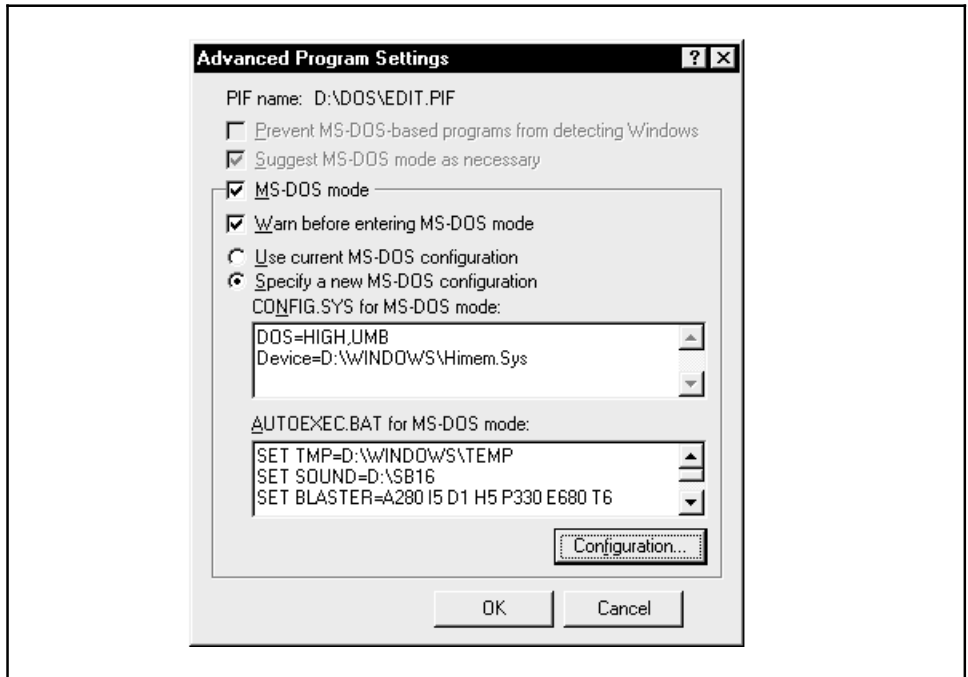 Advanced Program Settings
PIF name: D:\DOS\EDIT.PIF
Prevent MS-DOS-based programs from detecting Windows
Suggest MS-DOS mode as necessary
MS-DOS mode
Warn before entering MS-DOS mode
Use current MS-DOS configuration
Specify a new MS-DOS configuration
CONFIG.SYS for MS-DOS mode:
DOS=HIGH,UMB
Device=D:\WINDOWS\Himem.Sys
AUTOEXEC.BAT for MS-DOS mode:
SET TMP=D:\WINDOWS\TEMP
SET SOUND=D:\SB16
SET BLASTER=A280 I5 D1 H5 P330 E680 T6
Configuration...
OK Cancel